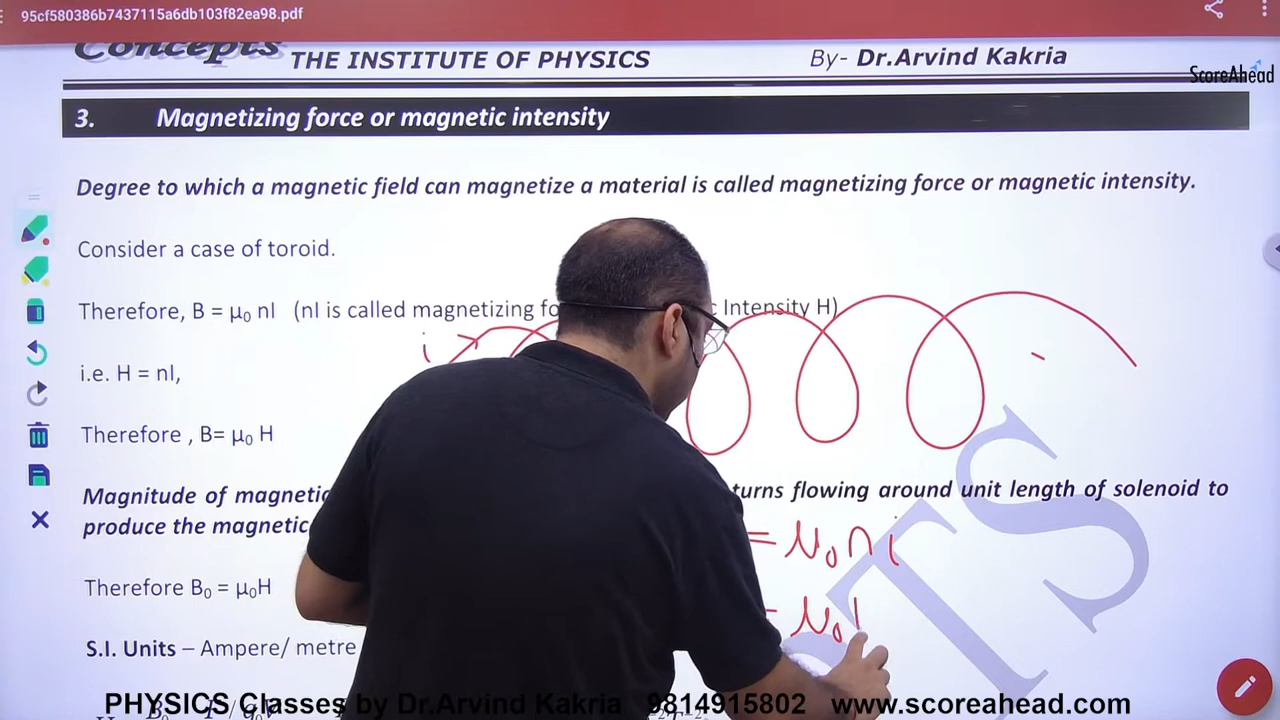 95cf580386b7437115a6db103f82ea98.pdf
Concepts THE INSTITUTE OF PHYSICS By- Dr.Arvind Kakria
ScoreAhead
3. Magnetizing force or magnetic intensity
Degree to which a magnetic field can magnetize a material is called magnetizing force or magnetic intensity.
Consider a case of toroid.
Therefore, B = μ₀ nI (nI is called magnetizing fo Intensity H)
i
i.e. H = nI,
Therefore , B= μ₀ H
Magnitude of magnetic turns flowing around unit length of solenoid to
produce the magnetic
= μ₀ n i
Therefore B₀ = μ₀H
= μ₀
S.I. Units – Ampere/ metre
PHYSICS Classes by Dr.Arvind Kakria 9814915802 www.scoreahead.com